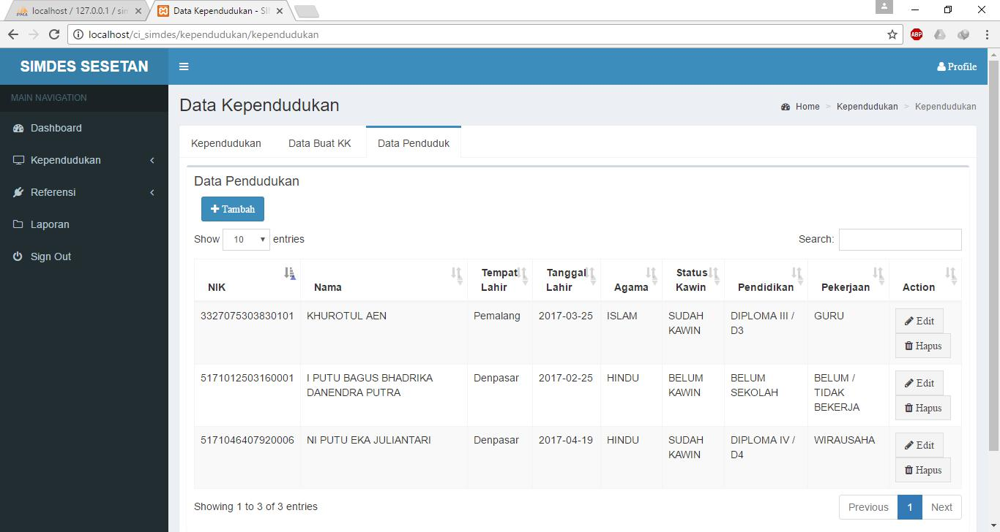 localhost / 127.0.0.1 / sim
Data Kependudukan - SI
localhost/ci_simdes/kependudukan/kependudukan
ABP
SIMDES SESETAN
Profile
MAIN NAVIGATION
Dashboard
Kependudukan
Referensi
Laporan
Sign Out
Data Kependudukan
Home > Kependudukan > Kependudukan
Kependudukan Data Buat KK Data Penduduk
Data Pendudukan
Tambah
Show 10 entries
Search:
NIK Nama Tempat Lahir Tanggal Lahir Agama Status Kawin Pendidikan Pekerjaan Action
3327075303830101 KHUROTUL AEN Pemalang 2017-03-25 ISLAM SUDAH KAWIN DIPLOMA III / D3 GURU Edit Hapus
5171012503160001 I PUTU BAGUS BHADRIKA DANENDRA PUTRA Denpasar 2017-02-25 HINDU BELUM KAWIN BELUM SEKOLAH BELUM / TIDAK BEKERJA Edit Hapus
5171046407920006 NI PUTU EKA JULIANTARI Denpasar 2017-04-19 HINDU SUDAH KAWIN DIPLOMA IV / D4 WIRAUSAHA Edit Hapus
Showing 1 to 3 of 3 entries
Previous 1 Next